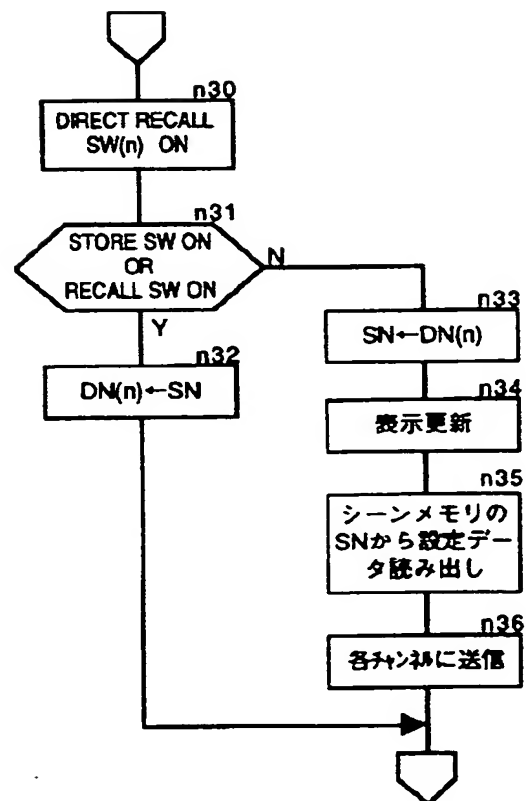 n30
DIRECT RECALL
SW(n) ON
n31
STORE SW ON
OR
RECALL SW ON
N
Y
n32
DN(n)←SN
n33
SN←DN(n)
n34
表示更新
n35
シーンメモリの
SNから設定デー
タ読み出し
n36
各チャンネルに送信